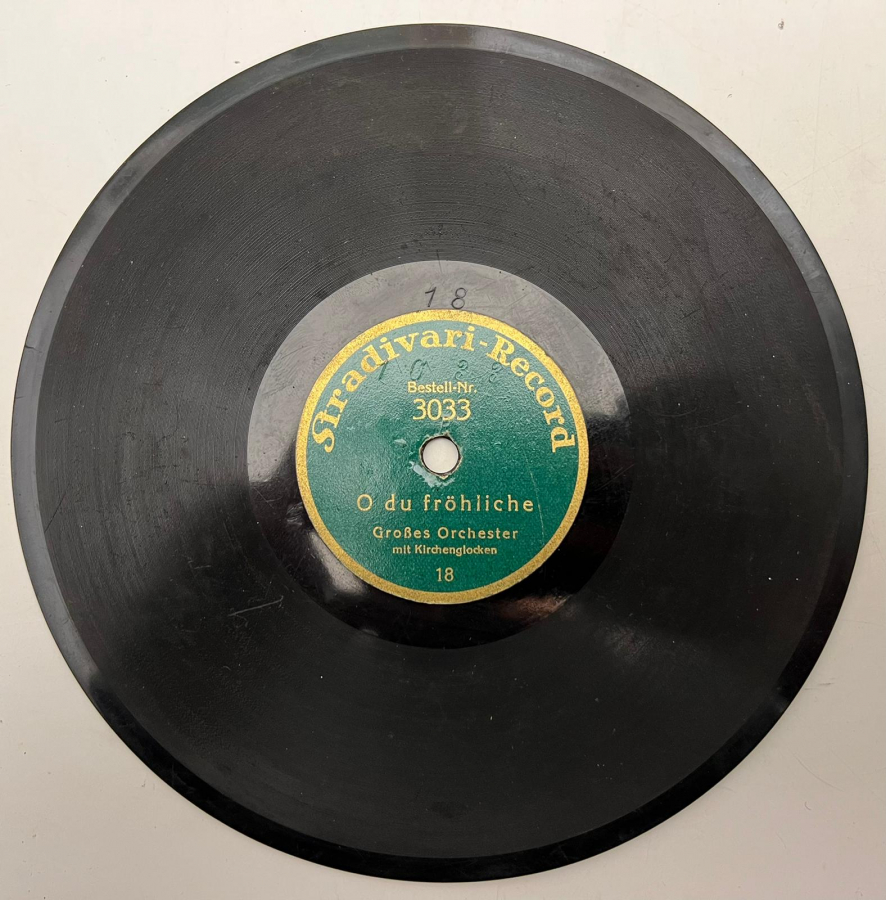 18
Stradivari-Record
Bestell-Nr.
3033
O du fröhliche
Großes Orchester
mit Kirchenglocken
18